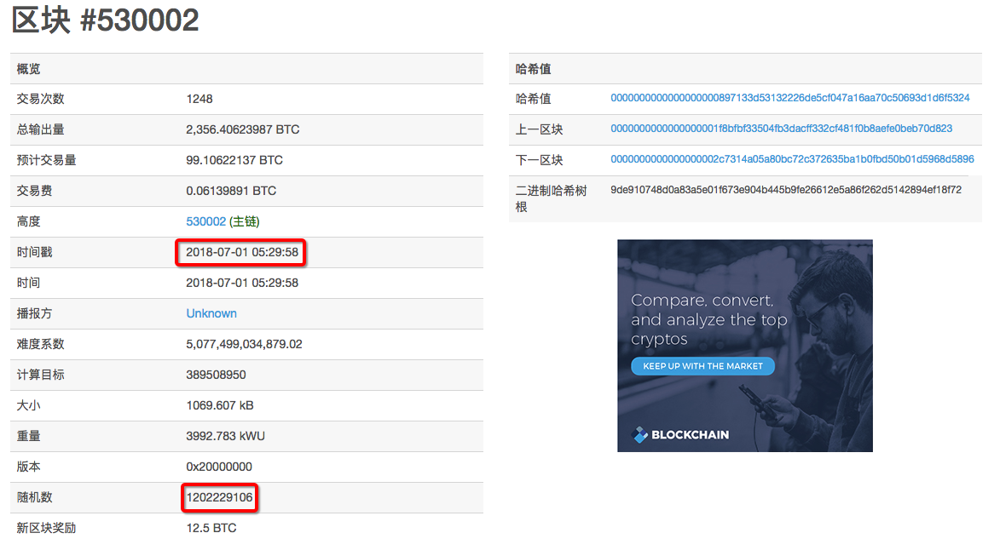 区块 #530002
概览
交易次数 1248
总输出量 2,356.40623987 BTC
预计交易量 99.10622137 BTC
交易费 0.06139891 BTC
高度 530002 (主链)
时间戳 2018-07-01 05:29:58
时间 2018-07-01 05:29:58
播报方 Unknown
难度系数 5,077,499,034,879.02
计算目标 389508950
大小 1069.607 kB
重量 3992.783 kWU
版本 0x20000000
随机数 1202229106
新区块奖励 12.5 BTC
哈希值
哈希值 0000000000000000000897133d53132226de5cf047a16aa70c50693d1d6f5324
上一区块 0000000000000000001f8bfbf33504fb3dacff332cf481f0b8aefe0beb70d823
下一区块 0000000000000000002c7314a05a80bc72c372635ba1b0fbd50b01d5968d5896
二进制哈希树 9de910748d0a83a5e01f673e904b445b9fe26612e5a86f262d5142894ef18f72
根
Compare, convert,
and analyze the top
cryptos
KEEP UP WITH THE MARKET
BLOCKCHAIN